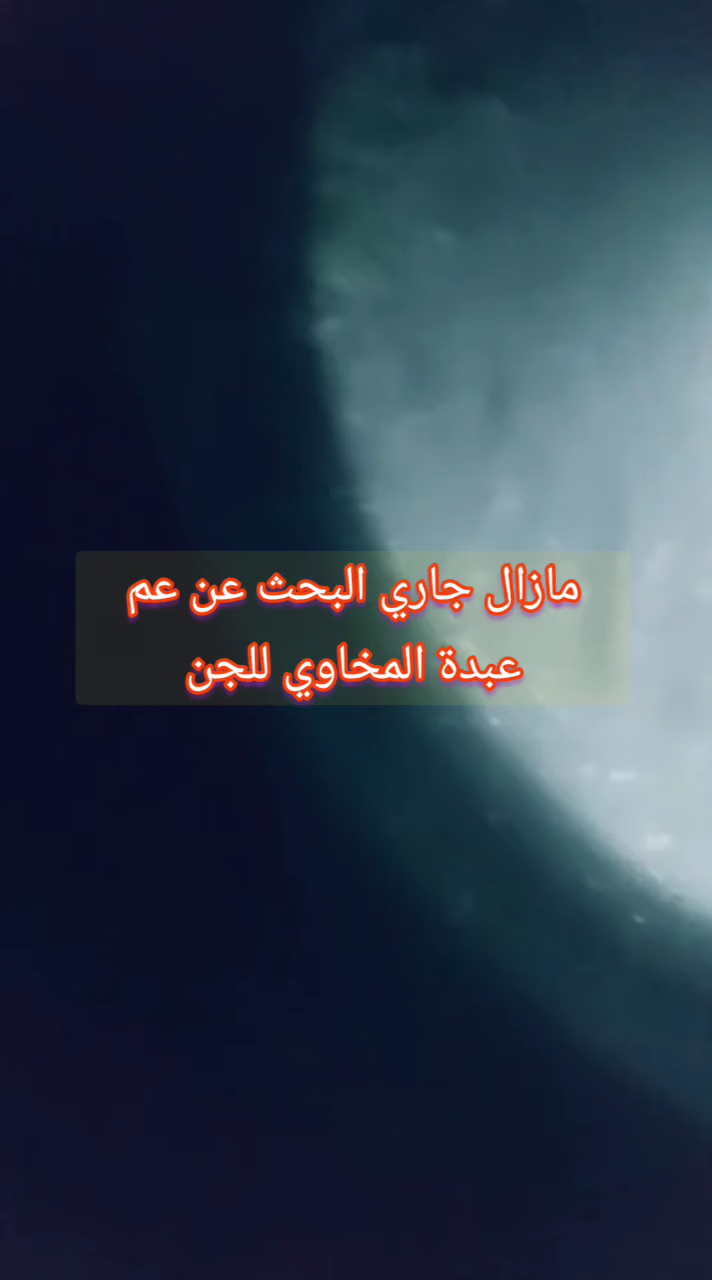 مازال جاري البحث عن عم
عبدة المخاوي للجن